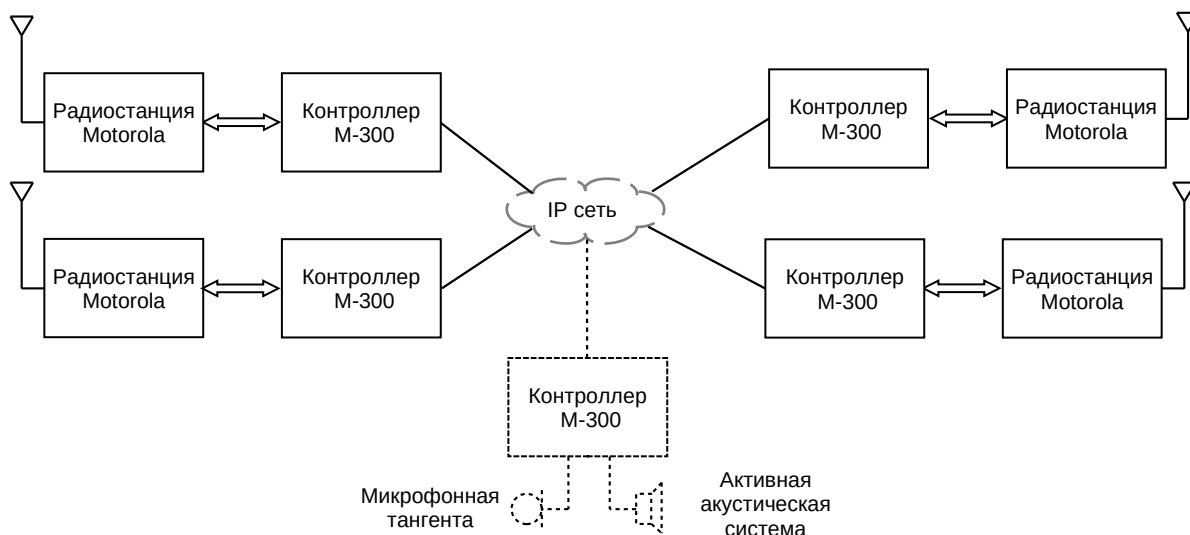 Радиостанция
Motorola
Контроллер
М-300
Контроллер
М-300
Радиостанция
Motorola
IP сеть
Радиостанция
Motorola
Контроллер
М-300
Контроллер
М-300
Радиостанция
Motorola
Контроллер
М-300
Микрофонная
тангента
Активная
акустическая
система